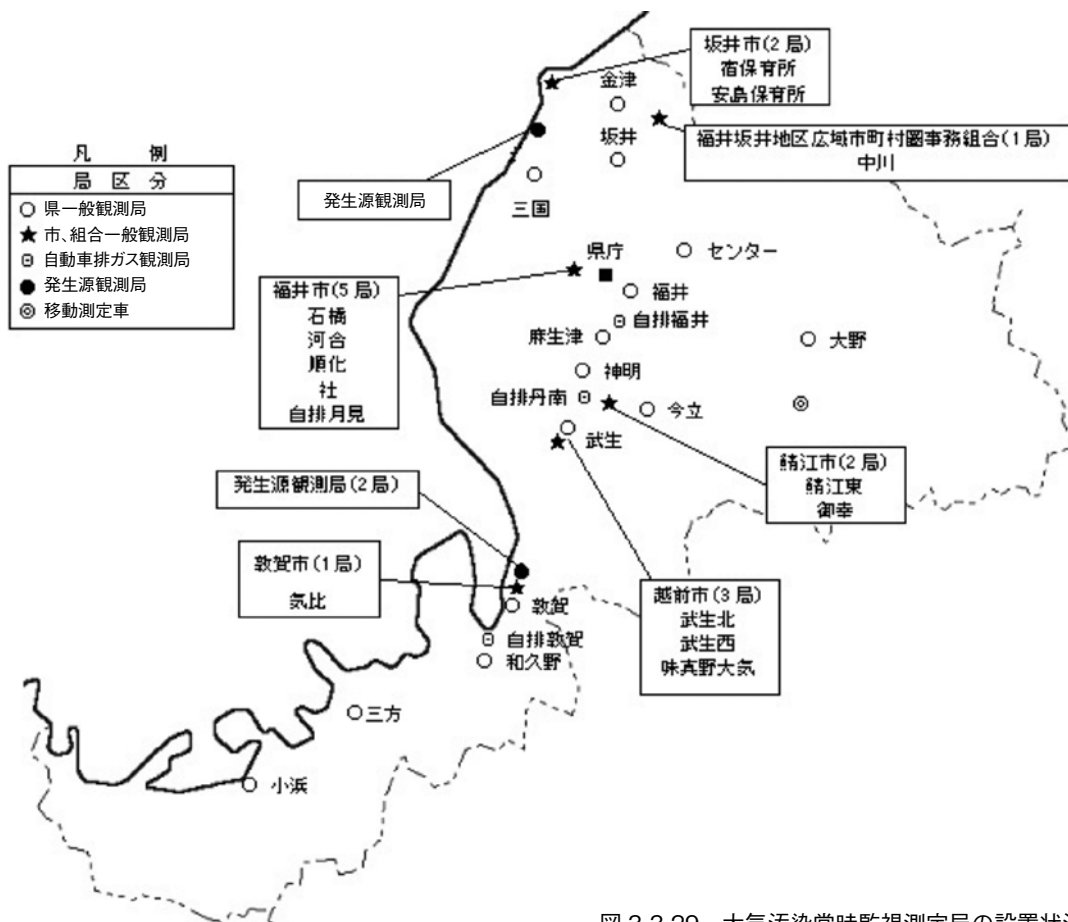 坂井市(2局)
宿保育所
安島保育所
金津
坂井
福井坂井地区広域市町村圏事務組合(1局)
中川
凡 例
局 区 分
○ 県一般観測局
★ 市、組合一般観測局
自動車排ガス観測局
● 発生源観測局
◎ 移動測定車
発生源観測局
三国
県庁
センター
福井市(5局)
石橋
河合
順化
社
自排月見
福井
自排福井
麻生津
大野
神明
自排丹南
今立
武生
鯖江市(2局)
鯖江東
御幸
発生源観測局(2局)
敦賀市(1局)
気比
敦賀
越前市(3局)
武生北
武生西
味真野大気
自排敦賀
和久野
三方
小浜